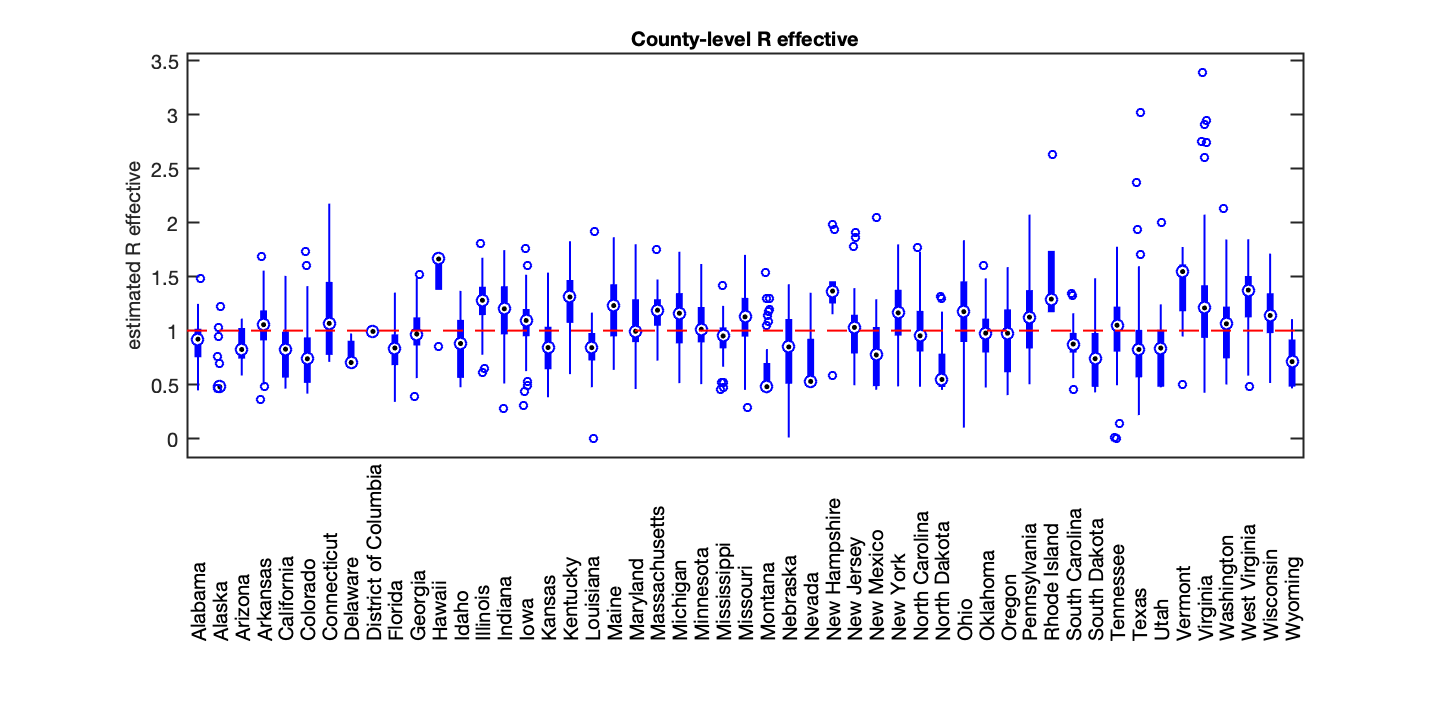 County-level R effective
estimated R effective
3.5
3
2.5
2
1.5
1
0.5
0
Alabama
Alaska
Arizona
Arkansas
California
Colorado
Connecticut
Delaware
District of Columbia
Florida
Georgia
Hawaii
Idaho
Illinois
Indiana
Iowa
Kansas
Kentucky
Louisiana
Maine
Maryland
Massachusetts
Michigan
Minnesota
Mississippi
Missouri
Montana
Nebraska
Nevada
New Hampshire
New Jersey
New Mexico
New York
North Carolina
North Dakota
Ohio
Oklahoma
Oregon
Pennsylvania
Rhode Island
South Carolina
South Dakota
Tennessee
Texas
Utah
Vermont
Virginia
Washington
West Virginia
Wisconsin
Wyoming